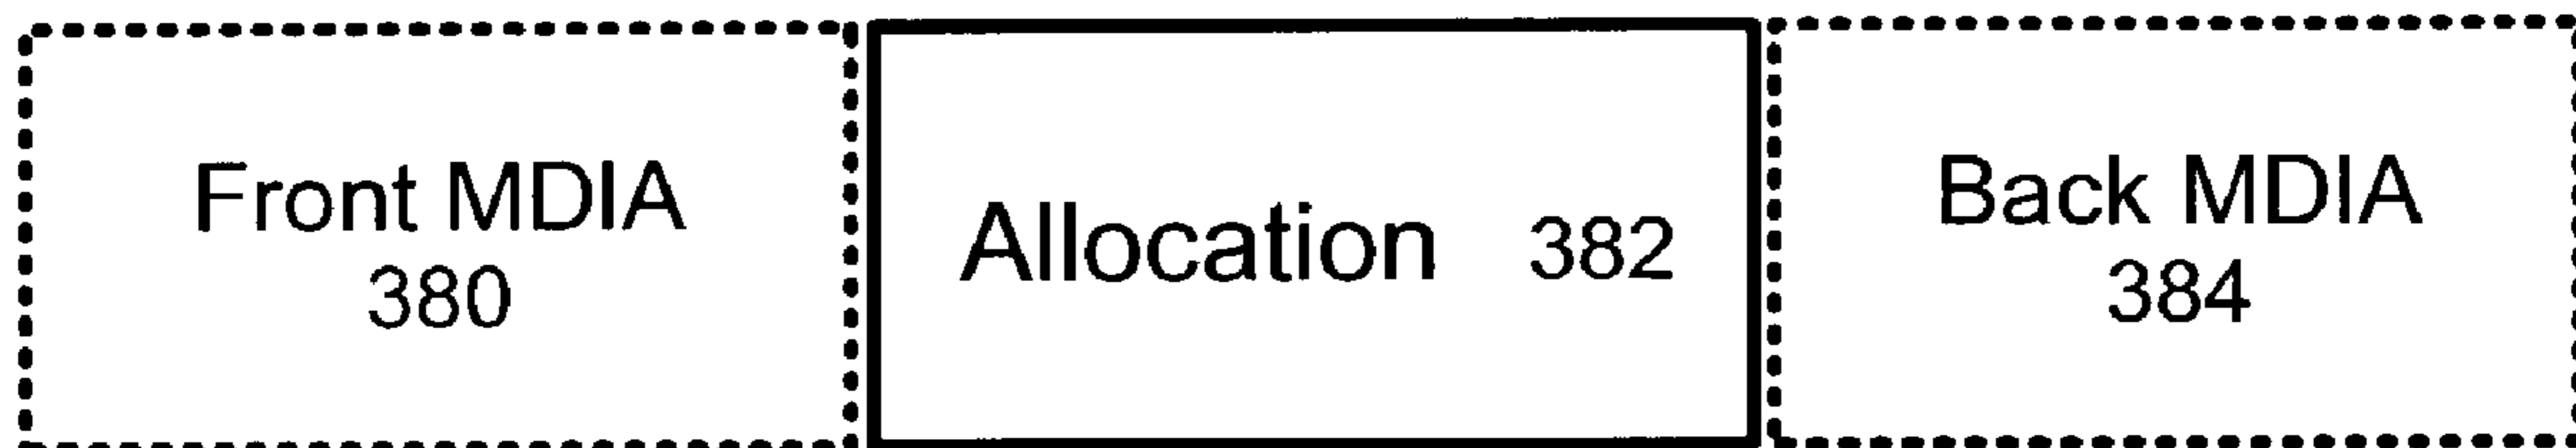 Front MDIA
380
Allocation 382
Back MDIA
384